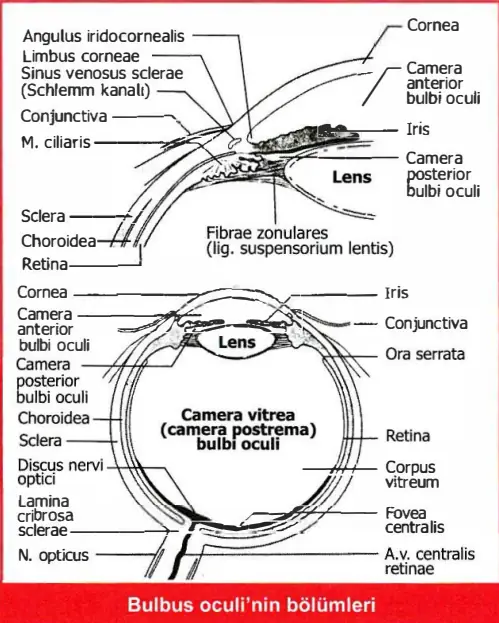 Angulus iridocornealis
Limbus corneae
Sinus venosus sclerae
(Schlemm kanalı)
Conjunctiva
M. ciliaris
Sclera
Choroidea
Retina
Cornea
Camera
anterior
bulbi oculi
Iris
Camera
posterior
bulbi oculi
Lens
Fibrae zonulares
(lig. suspensorium lentis)
Cornea
Camera
anterior
bulbi oculi
Camera
posterior
bulbi oculi
Choroidea
Sclera
Discus nervi
optici
Lamina
cribrosa
sclerae
N. opticus
Lens
Camera vitrea
(camera postrema)
bulbi oculi
Iris
Conjunctiva
Ora serrata
Retina
Corpus
vitreum
Fovea
centralis
A.v. centralis
retinae
Bulbus oculi'nin bölümleri